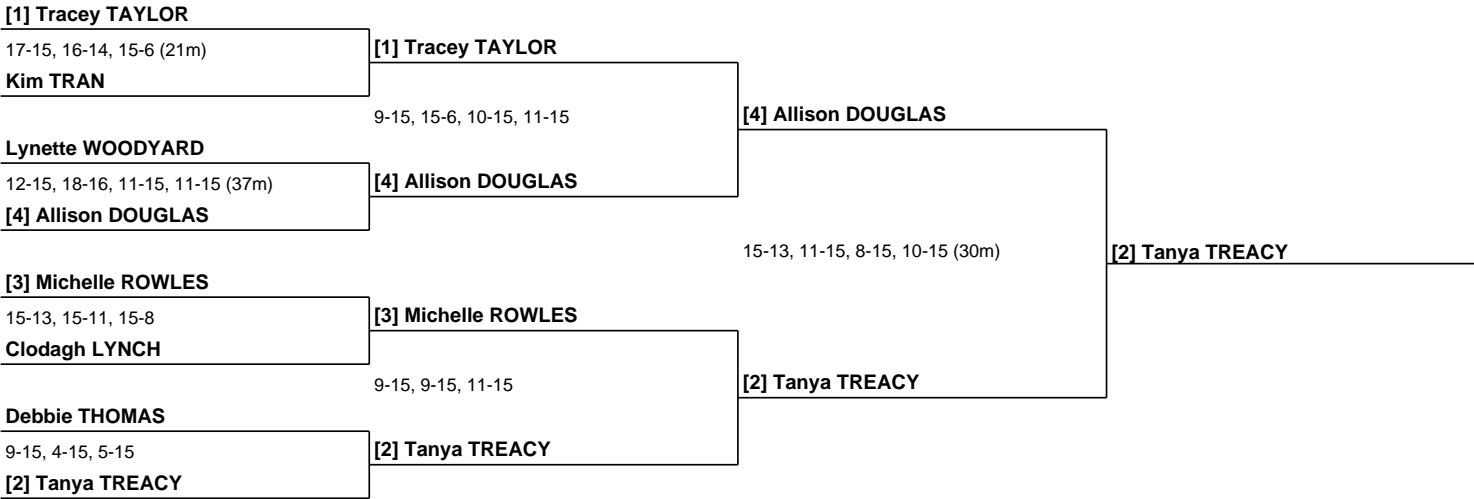 [1] Tracey TAYLOR
17-15, 16-14, 15-6 (21m)
Kim TRAN
[1] Tracey TAYLOR
9-15, 15-6, 10-15, 11-15
Lynette WOODYARD
12-15, 18-16, 11-15, 11-15 (37m)
[4] Allison DOUGLAS
[4] Allison DOUGLAS
[4] Allison DOUGLAS
15-13, 11-15, 8-15, 10-15 (30m)
[2] Tanya TREACY
[3] Michelle ROWLES
15-13, 15-11, 15-8
Clodagh LYNCH
[3] Michelle ROWLES
9-15, 9-15, 11-15
[2] Tanya TREACY
Debbie THOMAS
9-15, 4-15, 5-15
[2] Tanya TREACY
[2] Tanya TREACY